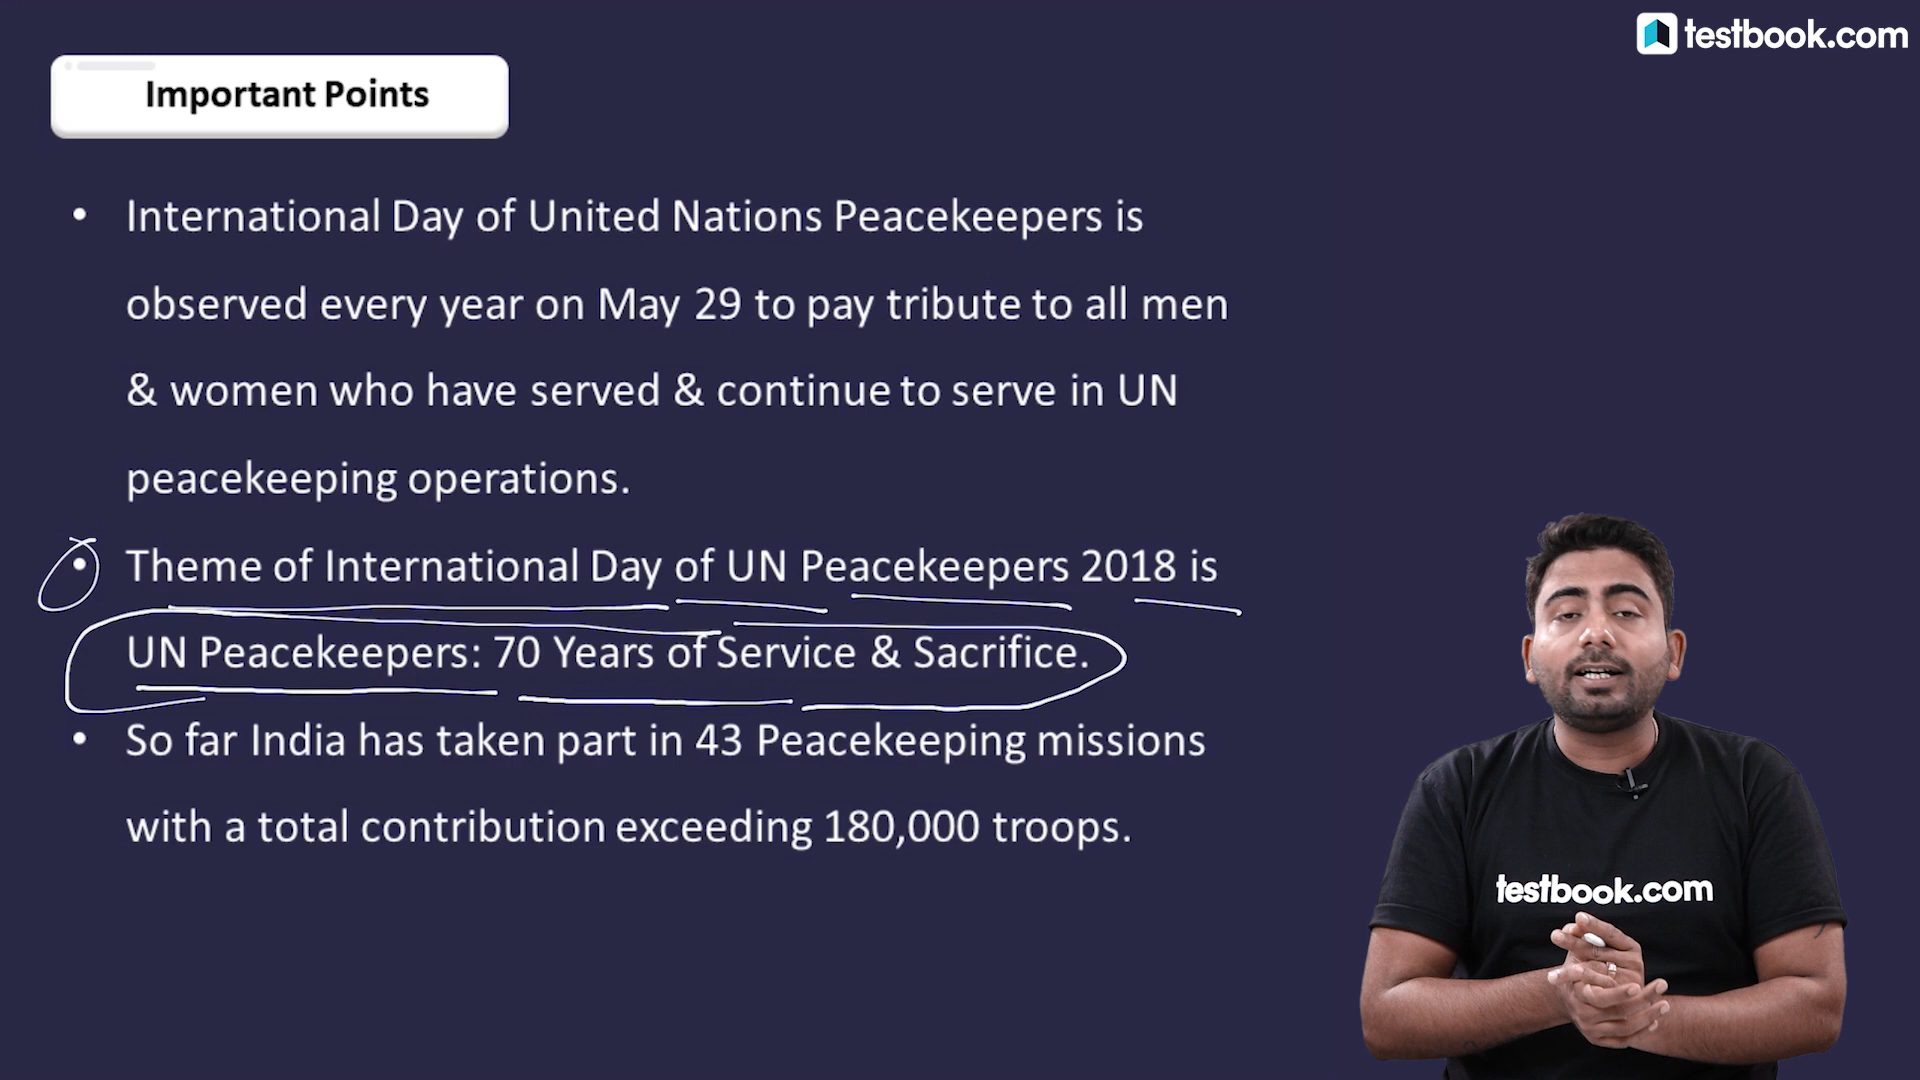 testbook.com
Important Points
• International Day of United Nations Peacekeepers is
observed every year on May 29 to pay tribute to all men
& women who have served & continue to serve in UN
peacekeeping operations.
• Theme of International Day of UN Peacekeepers 2018 is
UN Peacekeepers: 70 Years of Service & Sacrifice.
• So far India has taken part in 43 Peacekeeping missions
with a total contribution exceeding 180,000 troops.
testbook.com